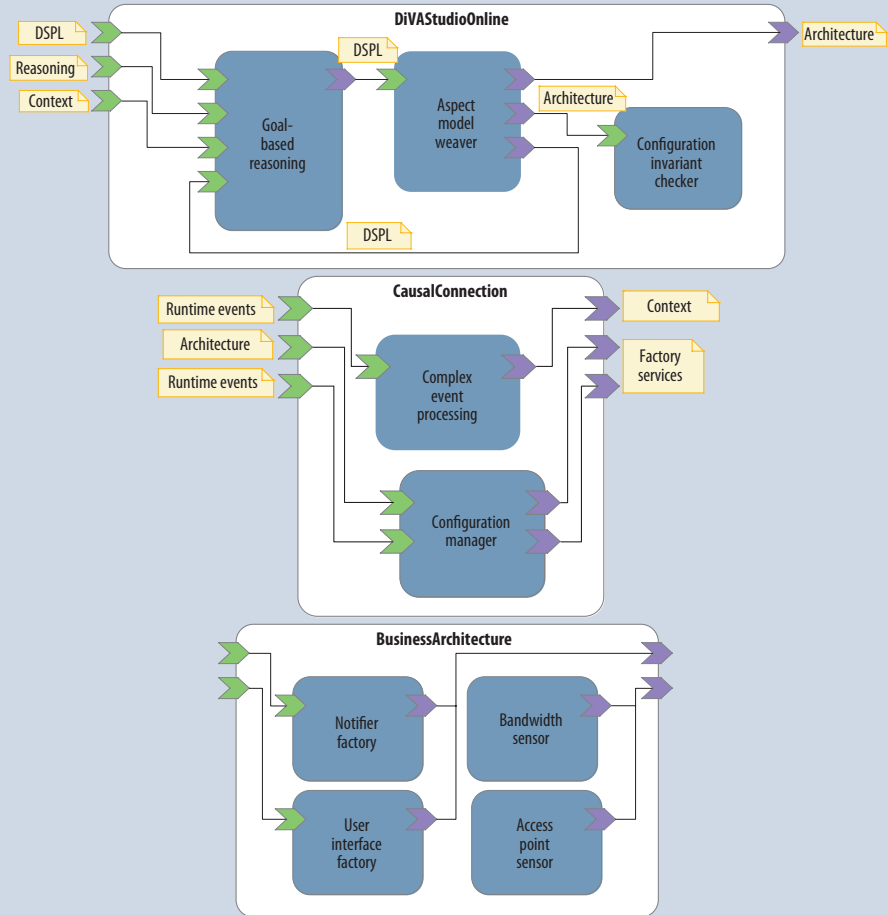 DiVAStudioOnline
DSPL
Reasoning
Context
DSPL
Architecture
Goal-
based
reasoning
Aspect
model
weaver
Architecture
Configuration
invariant
checker
DSPL
CausalConnection
Runtime events
Architecture
Runtime events
Context
Factory
services
Complex
event
processing
Configuration
manager
BusinessArchitecture
Notifier
factory
Bandwidth
sensor
User
interface
factory
Access
point
sensor